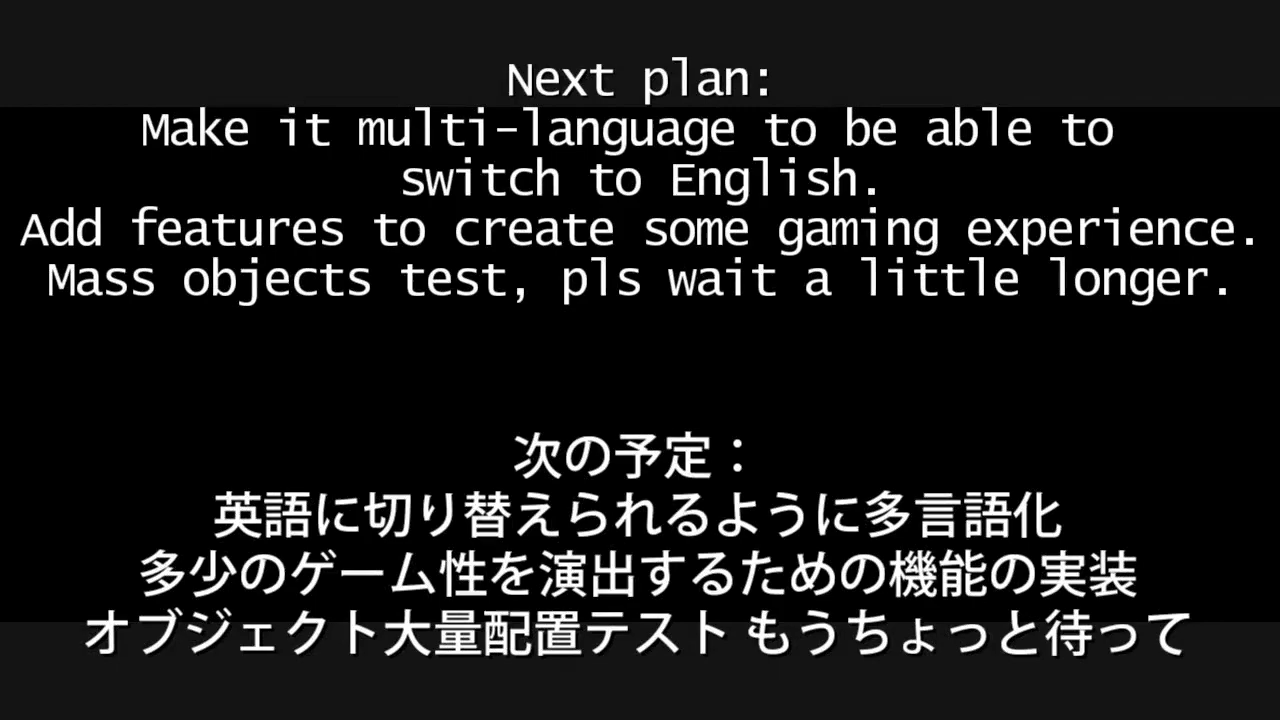 Next plan:
Make it multi-language to be able to
switch to English.
Add features to create some gaming experience.
Mass objects test, pls wait a little longer.
次の予定：
英語に切り替えられるように多言語化
多少のゲーム性を演出するための機能の実装
オブジェクト大量配置テスト もうちょっと待って